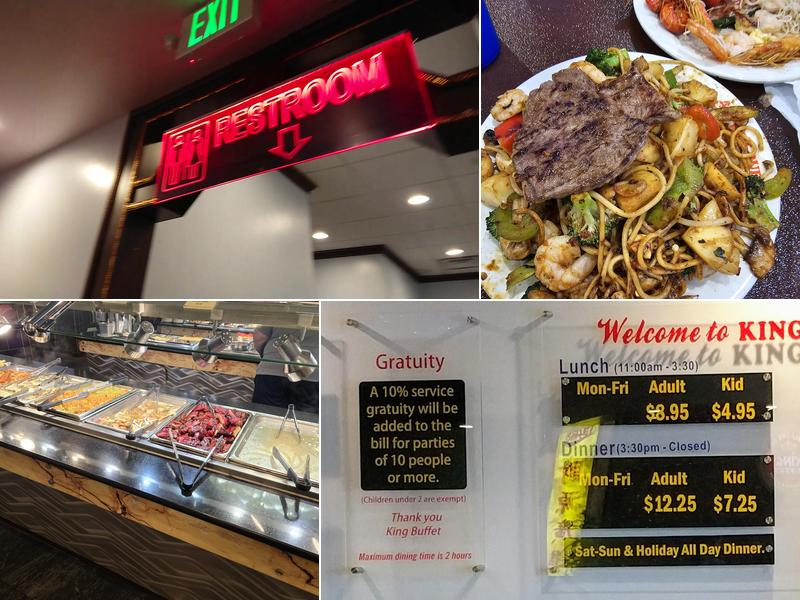 EXIT
RESTROOM
Gratuity
A 10% service
gratuity will be
added to the
bill for parties
of 10 people
or more.
(Children under 2 are exempt)
Thank you
King Buffet
Maximum dining time is 2 hours
Welcome to KING
Lunch (11:00am - 3:30)
Mon-Fri Adult Kid
$8.95 $4.95
Dinner(3:30pm - Closed)
Mon-Fri Adult Kid
$12.25 $7.25
Sat-Sun & Holiday All Day Dinner.